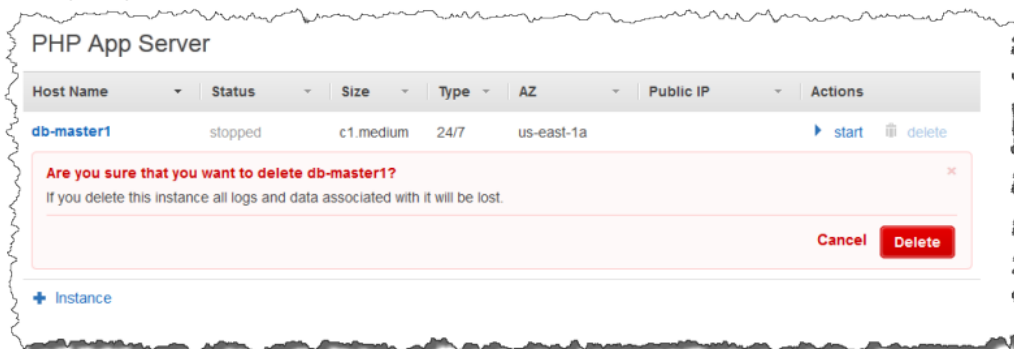 PHP App Server
Host Name Status Size Type AZ Public IP Actions
db-master1 stopped c1.medium 24/7 us-east-1a start delete
Are you sure that you want to delete db-master1?
If you delete this instance all logs and data associated with it will be lost.
Cancel Delete
Instance